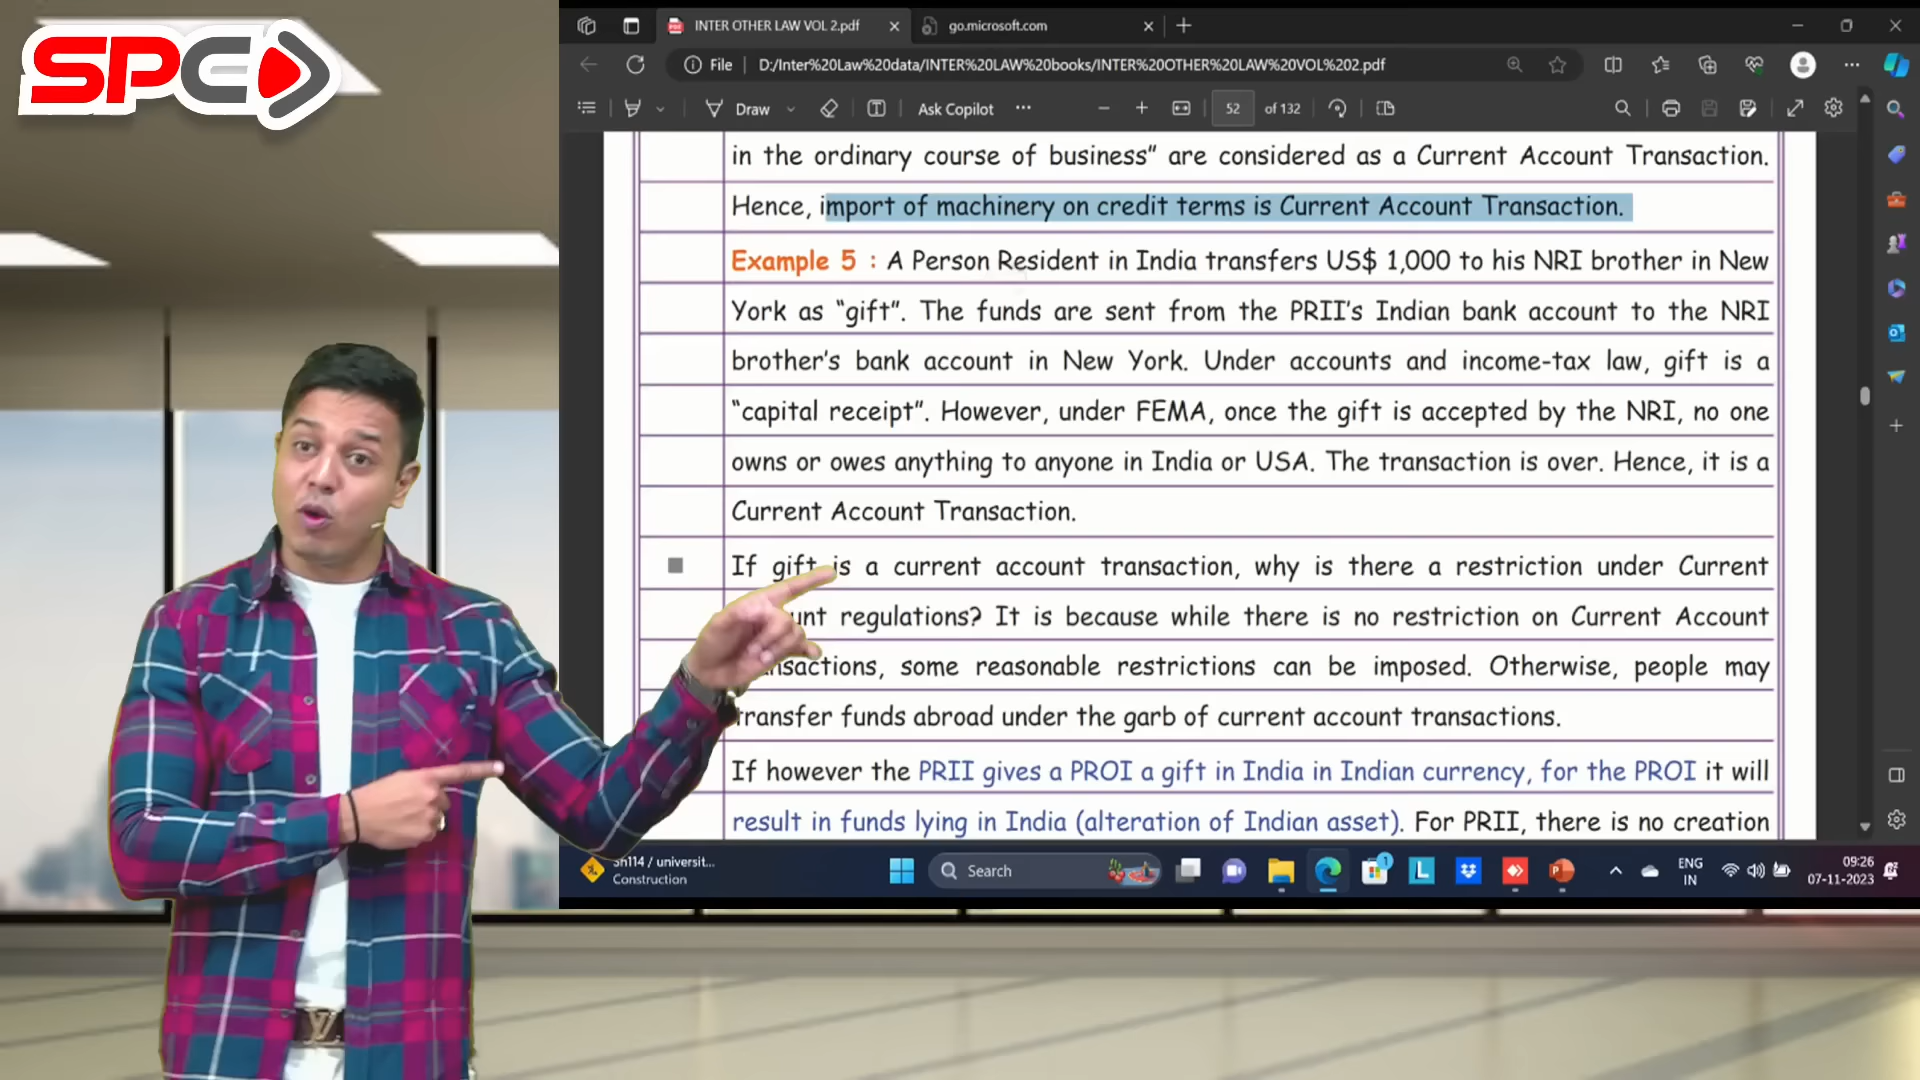 SPC
INTER OTHER LAW VOL 2.pdf
go.microsoft.com
File
D:/Inter%20Law%20data/INTER%20LAW%20books/INTER%20OTHER%20LAW%20VOL%202.pdf
Draw
Ask Copilot
52 of 132
in the ordinary course of business” are considered as a Current Account Transaction.
Hence, import of machinery on credit terms is Current Account Transaction.
Example 5 : A Person Resident in India transfers US$ 1,000 to his NRI brother in New
York as “gift”. The funds are sent from the PRII’s Indian bank account to the NRI
brother’s bank account in New York. Under accounts and income-tax law, gift is a
“capital receipt”. However, under FEMA, once the gift is accepted by the NRI, no one
owns or owes anything to anyone in India or USA. The transaction is over. Hence, it is a
Current Account Transaction.
If gift is a current account transaction, why is there a restriction under Current
regulations? It is because while there is no restriction on Current Account
some reasonable restrictions can be imposed. Otherwise, people may
transfer funds abroad under the garb of current account transactions.
If however the PRII gives a PROI a gift in India in Indian currency, for the PROI it will
result in funds lying in India (alteration of Indian asset). For PRII, there is no creation
Sh114 / universit...
Construction
Search
1
ENG
IN
09:26
07-11-2023